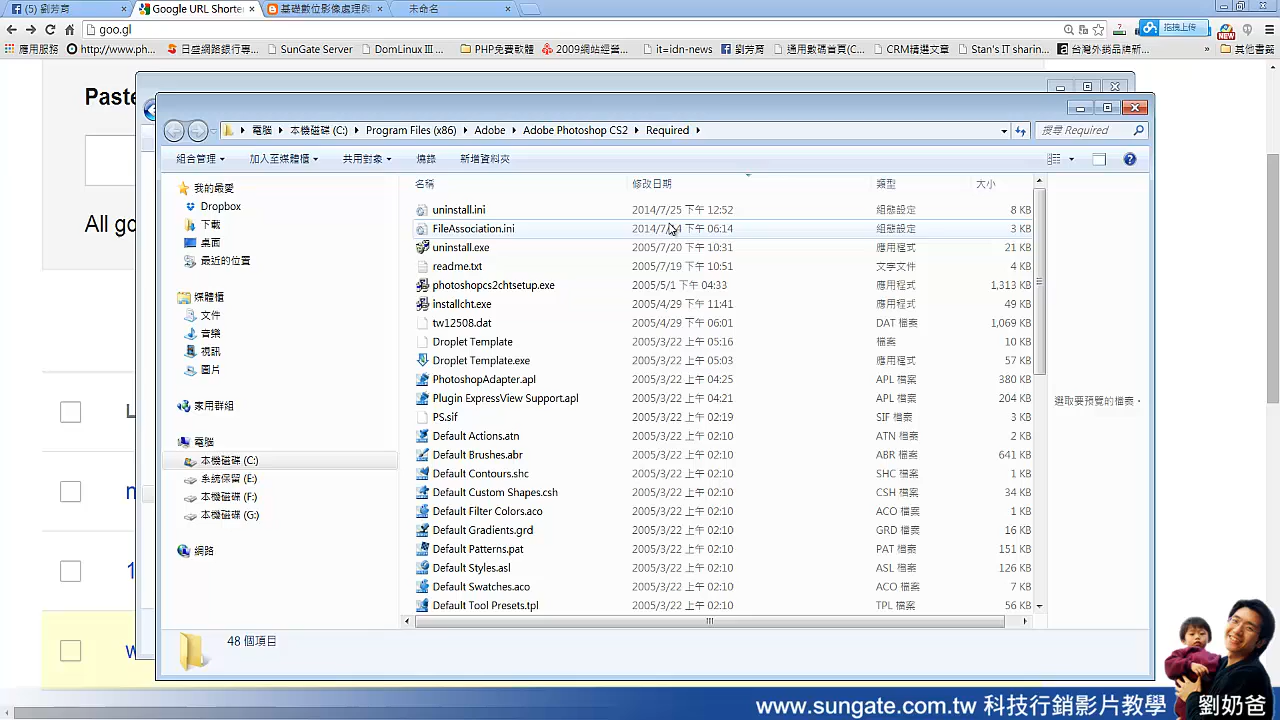 (5) 劉芳育
Google URL Shorte
基礎數位影像處理與
未命名
goo.gl
拖拽上传
應用服務
http://www.ph...
日盛網路銀行專...
SunGate Server
DomLinux III ...
PHP免費軟體
2009網站經營...
it=idn-news
劉芳育
通用數碼首頁(C...
CRM精選文章
Stan's IT sharin...
台灣外銷品牌新...
»
其他書籤
NEW
Paste
All go
電腦 本機磁碟 (C:) Program Files (x86) Adobe Adobe Photoshop CS2 Required
搜尋 Required
組合管理 加入至媒體櫃 共用對象 燒錄 新增資料夾
我的最愛
Dropbox
下載
桌面
最近的位置
媒體櫃
文件
音樂
視訊
圖片
家用群組
電腦
本機磁碟 (C:)
系統保留 (E:)
本機磁碟 (F:)
本機磁碟 (G:)
網路
名稱 修改日期 類型 大小
uninstall.ini 2014/7/25 下午 12:52 組態設定 8 KB
FileAssociation.ini 2014/7/ 4 下午 06:14 組態設定 3 KB
uninstall.exe 2005/7/20 下午 10:31 應用程式 21 KB
readme.txt 2005/7/19 下午 10:51 文字文件 4 KB
photoshopcs2chtsetup.exe 2005/5/1 下午 04:33 應用程式 1,313 KB
installcht.exe 2005/4/29 下午 11:41 應用程式 49 KB
tw12508.dat 2005/4/29 下午 06:01 DAT 檔案 1,069 KB
Droplet Template 2005/3/22 上午 05:16 檔案 10 KB
Droplet Template.exe 2005/3/22 上午 05:03 應用程式 57 KB
PhotoshopAdapter.apl 2005/3/22 上午 04:25 APL 檔案 380 KB
Plugin ExpressView Support.apl 2005/3/22 上午 04:21 APL 檔案 204 KB
PS.sif 2005/3/22 上午 02:19 SIF 檔案 3 KB
Default Actions.atn 2005/3/22 上午 02:10 ATN 檔案 2 KB
Default Brushes.abr 2005/3/22 上午 02:10 ABR 檔案 641 KB
Default Contours.shc 2005/3/22 上午 02:10 SHC 檔案 1 KB
Default Custom Shapes.csh 2005/3/22 上午 02:10 CSH 檔案 34 KB
Default Filter Colors.aco 2005/3/22 上午 02:10 ACO 檔案 1 KB
Default Gradients.grd 2005/3/22 上午 02:10 GRD 檔案 16 KB
Default Patterns.pat 2005/3/22 上午 02:10 PAT 檔案 151 KB
Default Styles.asl 2005/3/22 上午 02:10 ASL 檔案 126 KB
Default Swatches.aco 2005/3/22 上午 02:10 ACO 檔案 7 KB
Default Tool Presets.tpl 2005/3/22 上午 02:10 TPL 檔案 56 KB
選取要預覽的檔案。
48 個項目
www.sungate.com.tw 科技行銷影片教學
劉奶爸